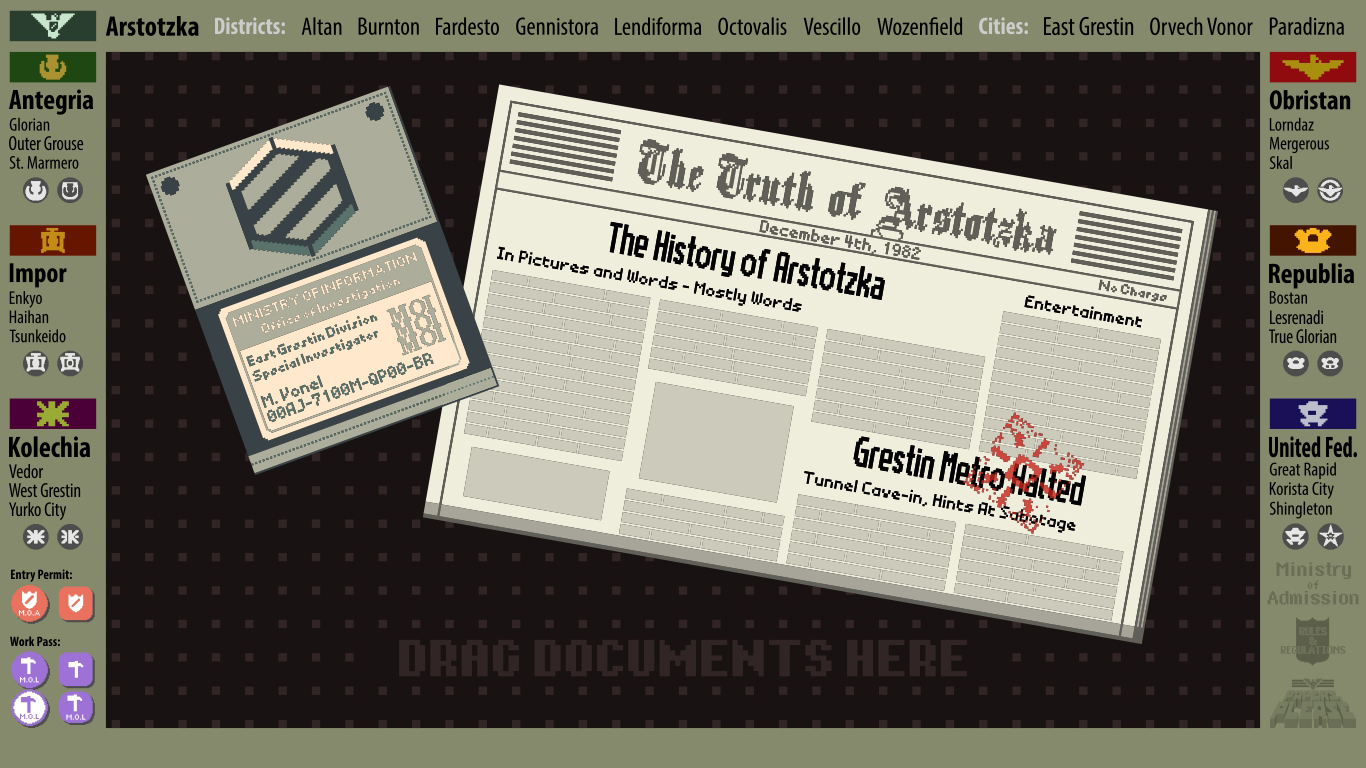 Arstotzka Districts: Altan Burnton Fardesto Gennistora Lendiforma Octovalis Vescillo Wozenfield Cities: East Grestin Orvech Vonor Paradizna
Antegria
Glorian
Outer Grouse
St. Marmero
Impor
Enkyo
Haihan
Tsunkeido
Kolechia
Vedor
West Grestin
Yurko City
Entry Permit:
M.O.A
Work Pass:
M.O.L
M.O.L
M.O.L
MINISTRY OF INFORMATION
Office of Investigation
East Grestin Division
Special Investigator
MOI
MOI
MOI
M. Vonel
00AJ-7100M-QP00-BR
The Truth of Arstotzka
December 4th, 1982
No Charge
The History of Arstotzka
In Pictures and Words - Mostly Words
Entertainment
Grestin Metro Halted
Tunnel Cave-in, Hints At Sabotage
DRAG DOCUMENTS HERE
Obristan
Lorndaz
Mergerous
Skal
Republia
Bostan
Lesrenadi
True Glorian
United Fed.
Great Rapid
Korista City
Shingleton
Ministry
of
Admission
RULES
&
REGULATIONS
PAPERS
PLEASE